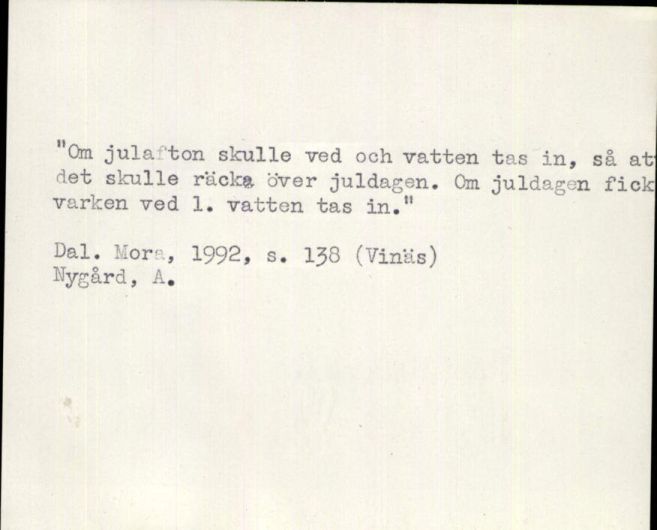 "Om julafton skulle ved och vatten tas in, så att
det skulle räcka över juldagen. Om juldagen fick
varken ved l. vatten tas in."
Dal. Mora, 1992, s. 138 (Vinäs)
Nygård, A.